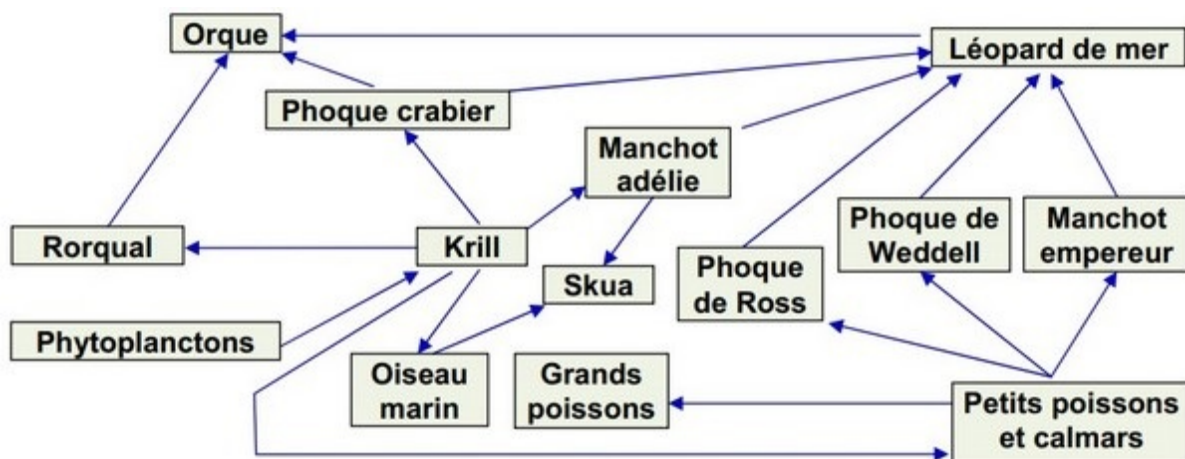 Orque
Léopard de mer
Phoque crabier
Manchot
adélie
Rorqual
Krill
Skua
Phoque
de Ross
Phoque de
Weddell
Manchot
empereur
Phytoplanctons
Oiseau
marin
Grands
poissons
Petits poissons
et calmars